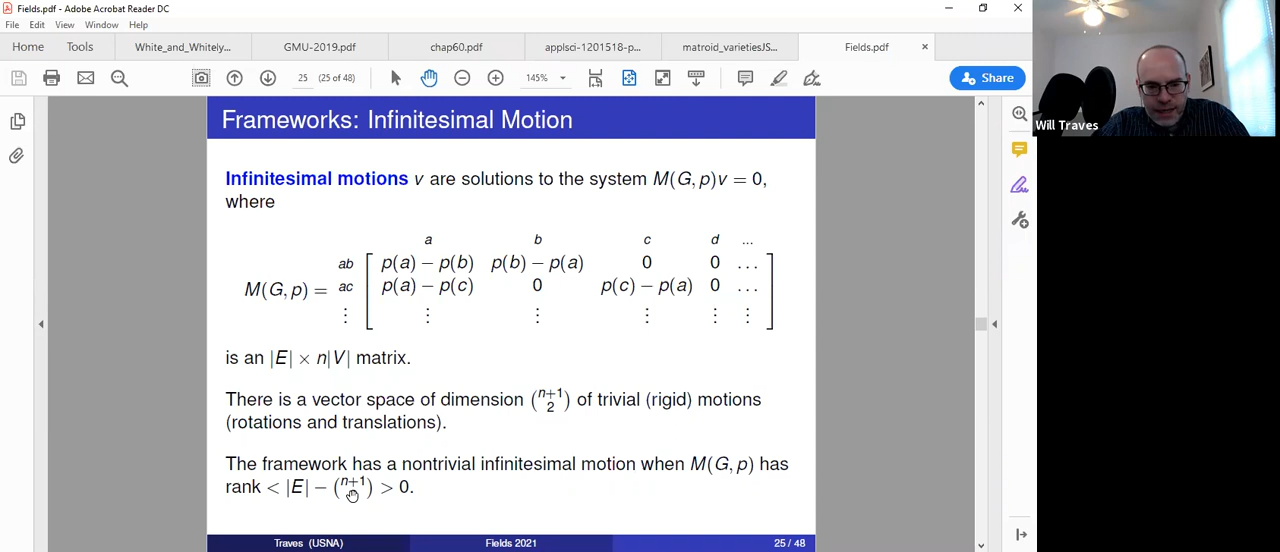 Fields.pdf - Adobe Acrobat Reader DC
File Edit View Window Help
Home Tools White_and_Whitely... GMU-2019.pdf chap60.pdf applsci-1201518-p... matroid_varietiesJS... Fields.pdf ×
25 (25 of 48) 145% Share
Will Traves
Frameworks: Infinitesimal Motion
Infinitesimal motions v are solutions to the system M(G, p)v = 0,
where
a b c d ...
ab p(a) − p(b) p(b) − p(a) 0 0 ...
M(G, p) = ac p(a) − p(c) 0 p(c) − p(a) 0 ...
⋮ ⋮ ⋮ ⋮ ⋮ ⋮
is an |E| × n|V| matrix.
There is a vector space of dimension (n+1 2) of trivial (rigid) motions
(rotations and translations).
The framework has a nontrivial infinitesimal motion when M(G, p) has
rank < |E| − (n+1) > 0.
Traves (USNA) Fields 2021 25 / 48